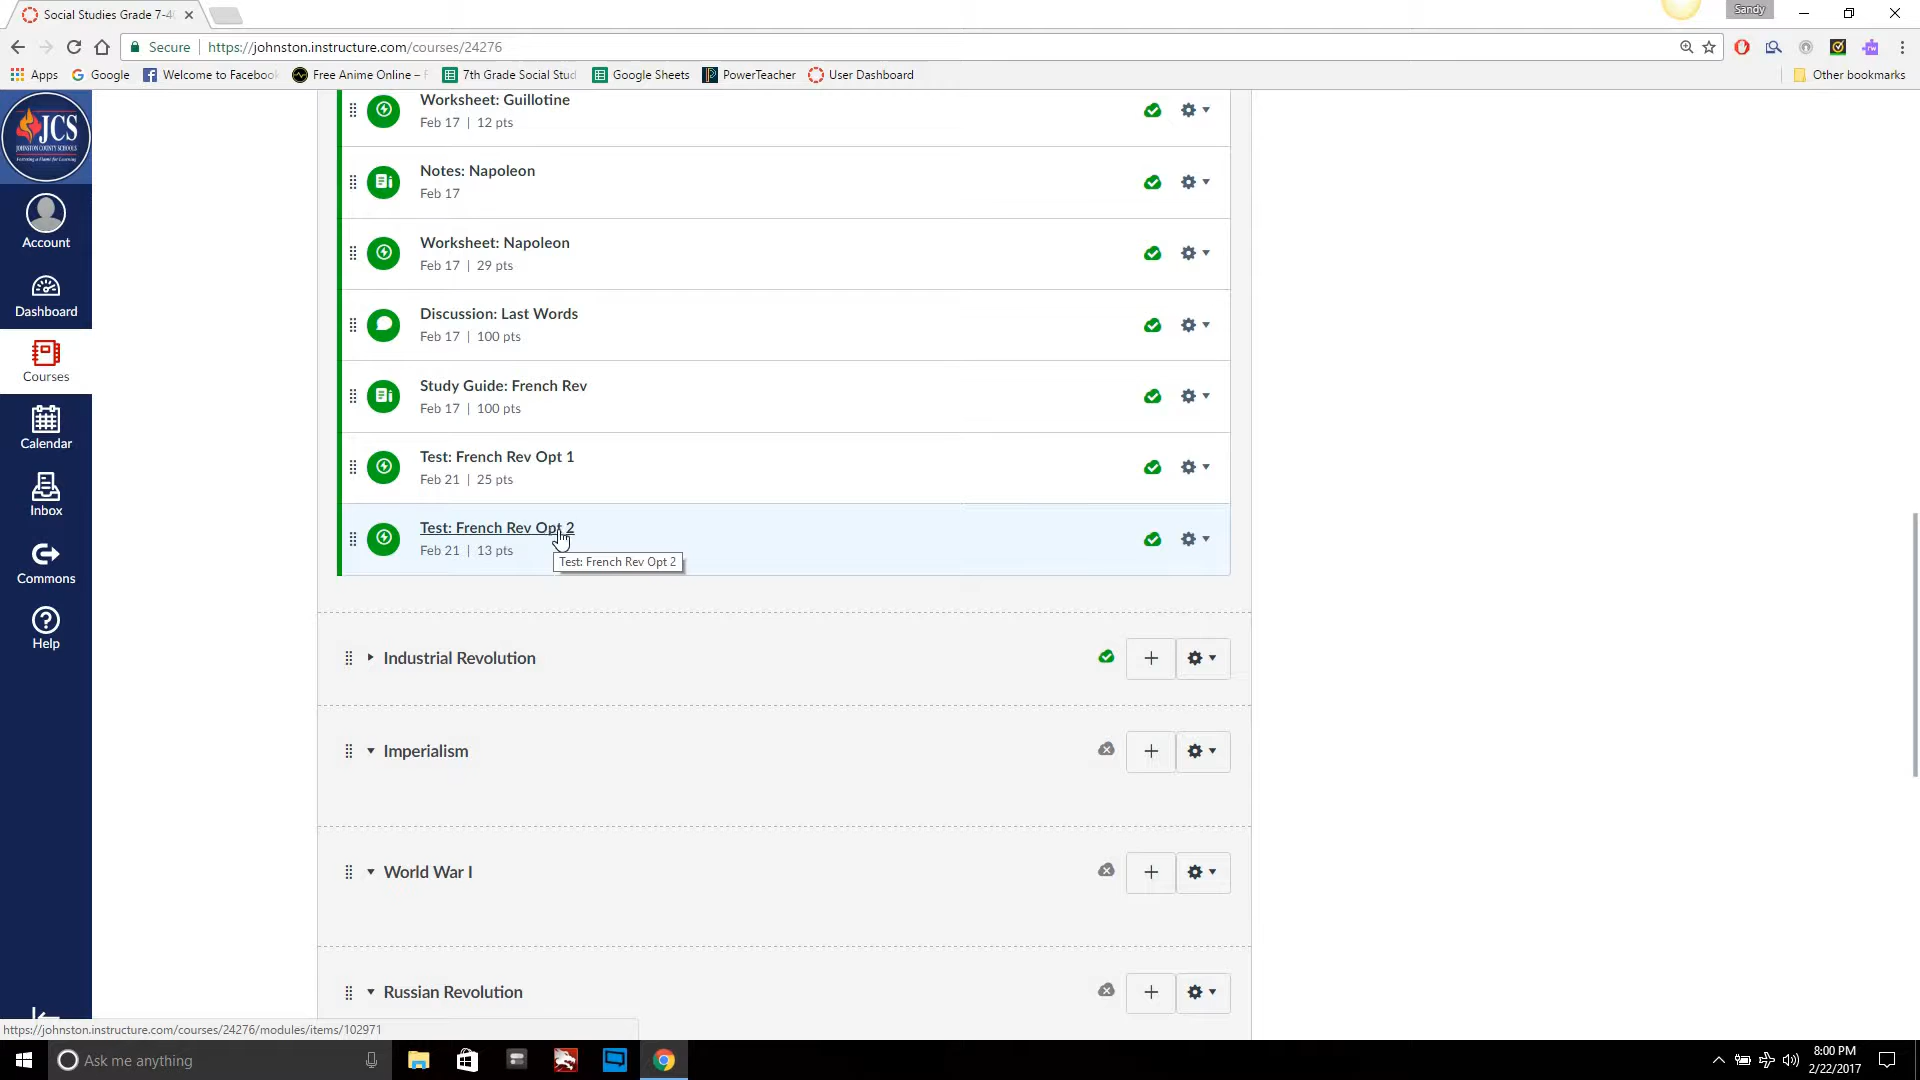 Social Studies Grade 7-4
Sandy
Secure https://johnston.instructure.com/courses/24276
Apps Google Welcome to Facebook Free Anime Online – F 7th Grade Social Stud Google Sheets PowerTeacher User Dashboard Other bookmarks
JCS
JOHNSTON COUNTY SCHOOLS
Account
Dashboard
Courses
Calendar
Inbox
Commons
Help
Worksheet: Guillotine
Feb 17 | 12 pts
Notes: Napoleon
Feb 17
Worksheet: Napoleon
Feb 17 | 29 pts
Discussion: Last Words
Feb 17 | 100 pts
Study Guide: French Rev
Feb 17 | 100 pts
Test: French Rev Opt 1
Feb 21 | 25 pts
Test: French Rev Opt 2
Feb 21 | 13 pts
Test: French Rev Opt 2
Industrial Revolution
Imperialism
World War I
Russian Revolution
https://johnston.instructure.com/courses/24276/modules/items/102971
Ask me anything
8:00 PM
2/22/2017